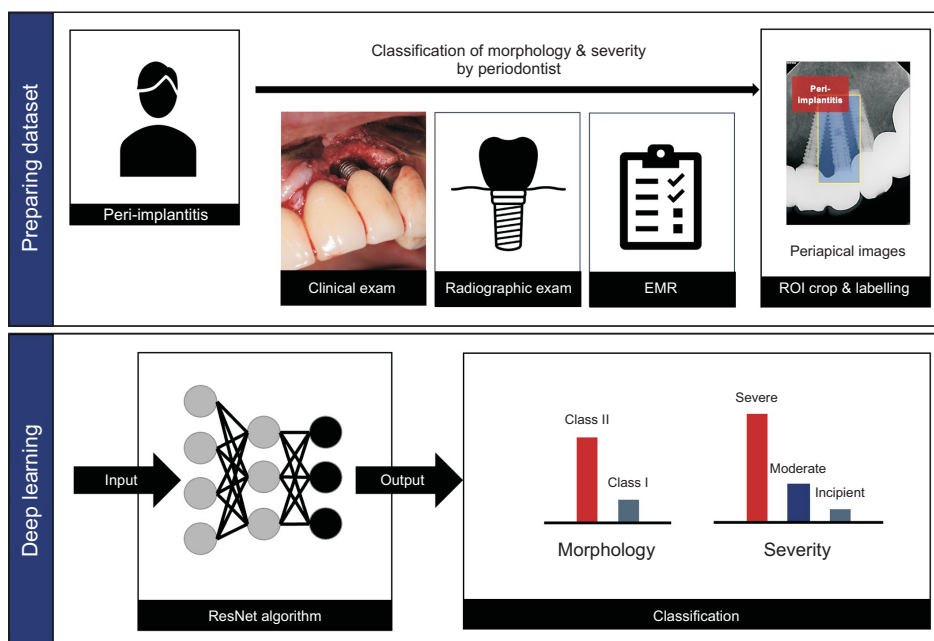 Preparing dataset
Peri-implantitis
Classification of morphology & severity
by periodontist
Clinical exam
Radiographic exam
EMR
Peri-
implantitis
Periapical images
ROI crop & labelling
Deep learning
Input
ResNet algorithm
Output
Class II
Class I
Morphology
Severe
Moderate
Incipient
Severity
Classification